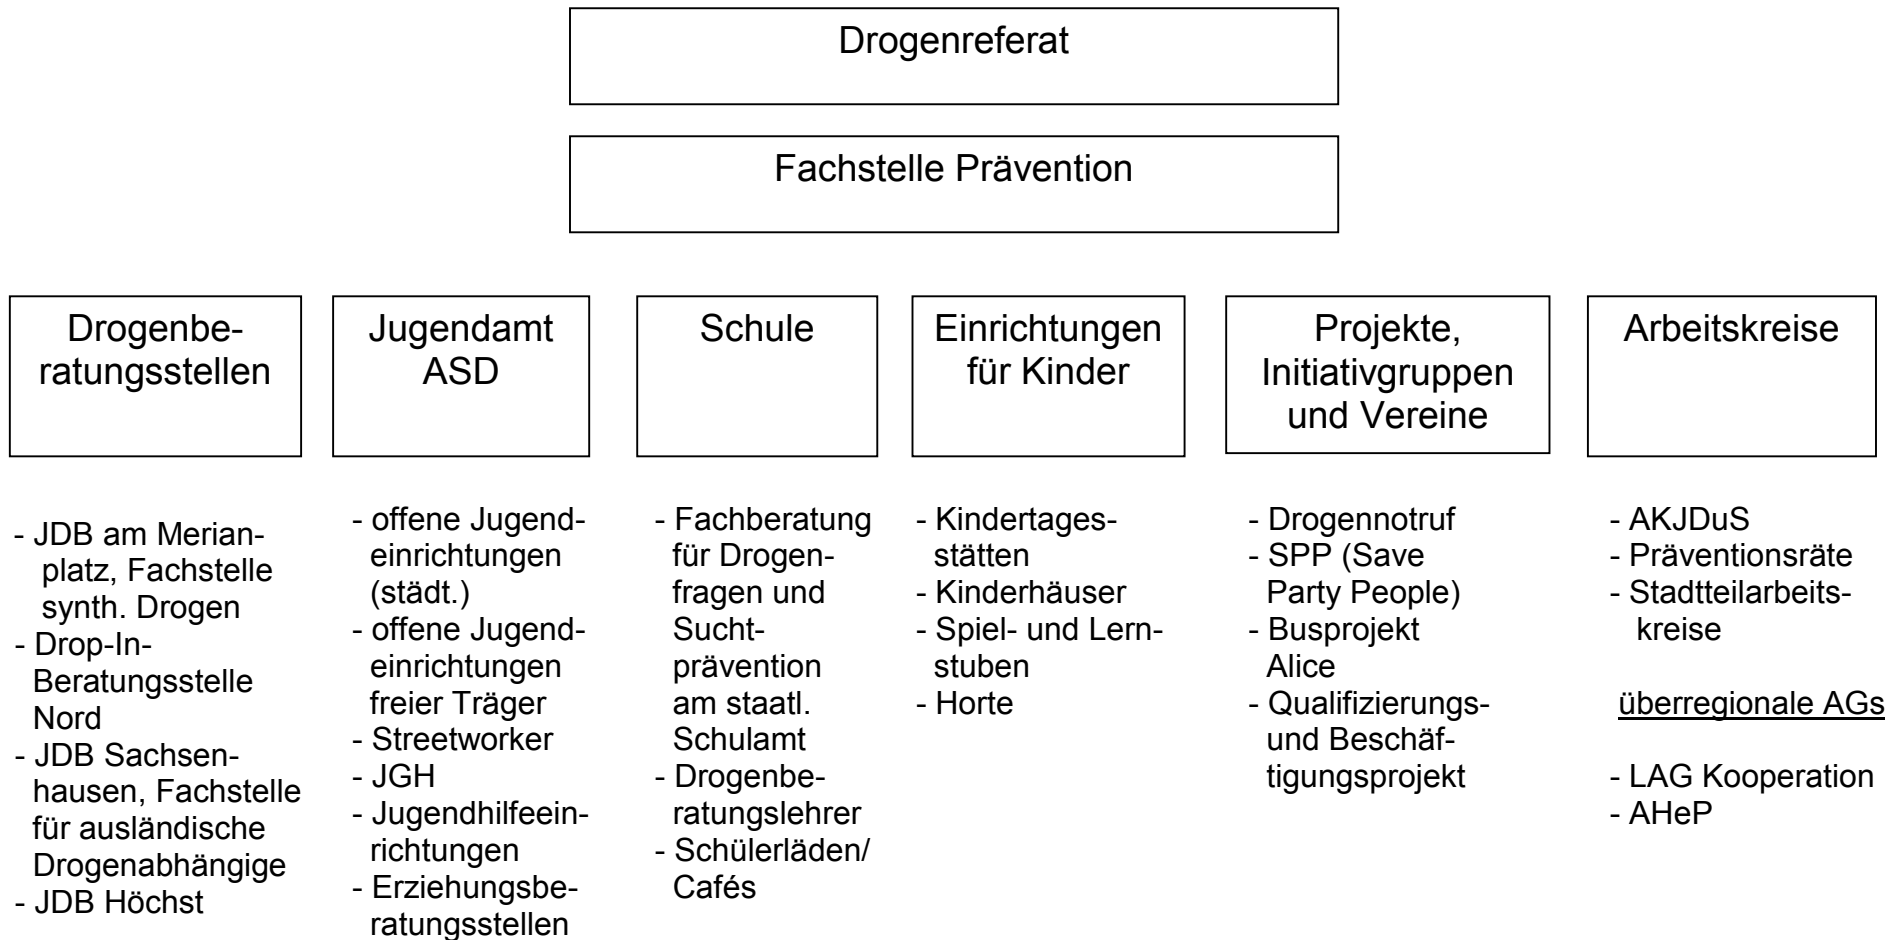 Drogenreferat
Fachstelle Prävention
Drogenbe-
ratungsstellen
- JDB am Merian-
platz, Fachstelle
synth. Drogen
- Drop-In-
Beratungsstelle
Nord
- JDB Sachsen-
hausen, Fachstelle
für ausländische
Drogenabhängige
- JDB Höchst
Jugendamt
ASD
- offene Jugend-
einrichtungen
(städt.)
- offene Jugend-
einrichtungen
freier Träger
- Streetworker
- JGH
- Jugendhilfeein-
richtungen
- Erziehungsbe-
ratungsstellen
Schule
- Fachberatung
für Drogen-
fragen und
Sucht-
prävention
am staatl.
Schulamt
- Drogenbe-
ratungslehrer
- Schülerläden/
Cafés
Einrichtungen
für Kinder
- Kindertages-
stätten
- Kinderhäuser
- Spiel- und Lern-
stuben
- Horte
Projekte,
Initiativgruppen
und Vereine
- Drogennotruf
- SPP (Save
Party People)
- Busprojekt
Alice
- Qualifizierungs-
und Beschäf-
tigungsprojekt
Arbeitskreise
- AKJDuS
- Präventionsräte
- Stadtteilarbeits-
kreise
überregionale AGs
- LAG Kooperation
- AHeP